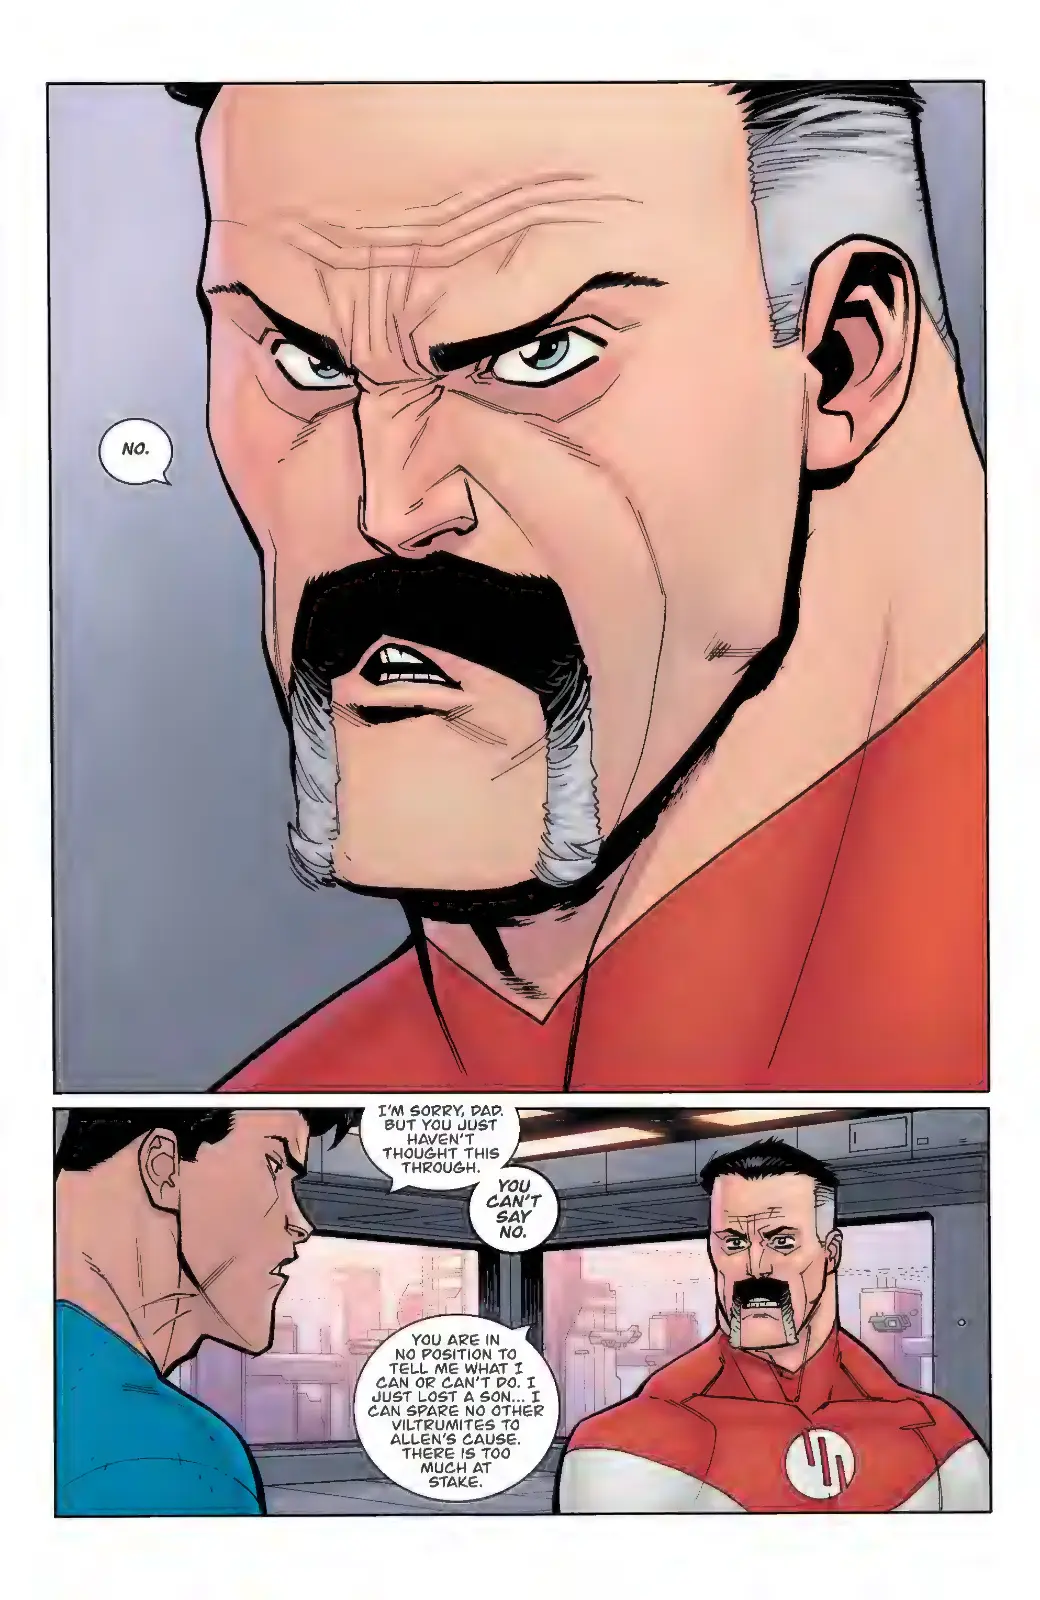 NO.
I'M SORRY, DAD.
BUT YOU JUST
HAVEN'T
THOUGHT THIS
THROUGH.
YOU
CAN'T
SAY
NO.
YOU ARE IN
NO POSITION TO
TELL ME WHAT I
CAN OR CAN'T DO. I
JUST LOST A SON... I
CAN SPARE NO OTHER
VILTRUMITES TO
ALLEN'S CAUSE.
THERE IS TOO
MUCH AT
STAKE.